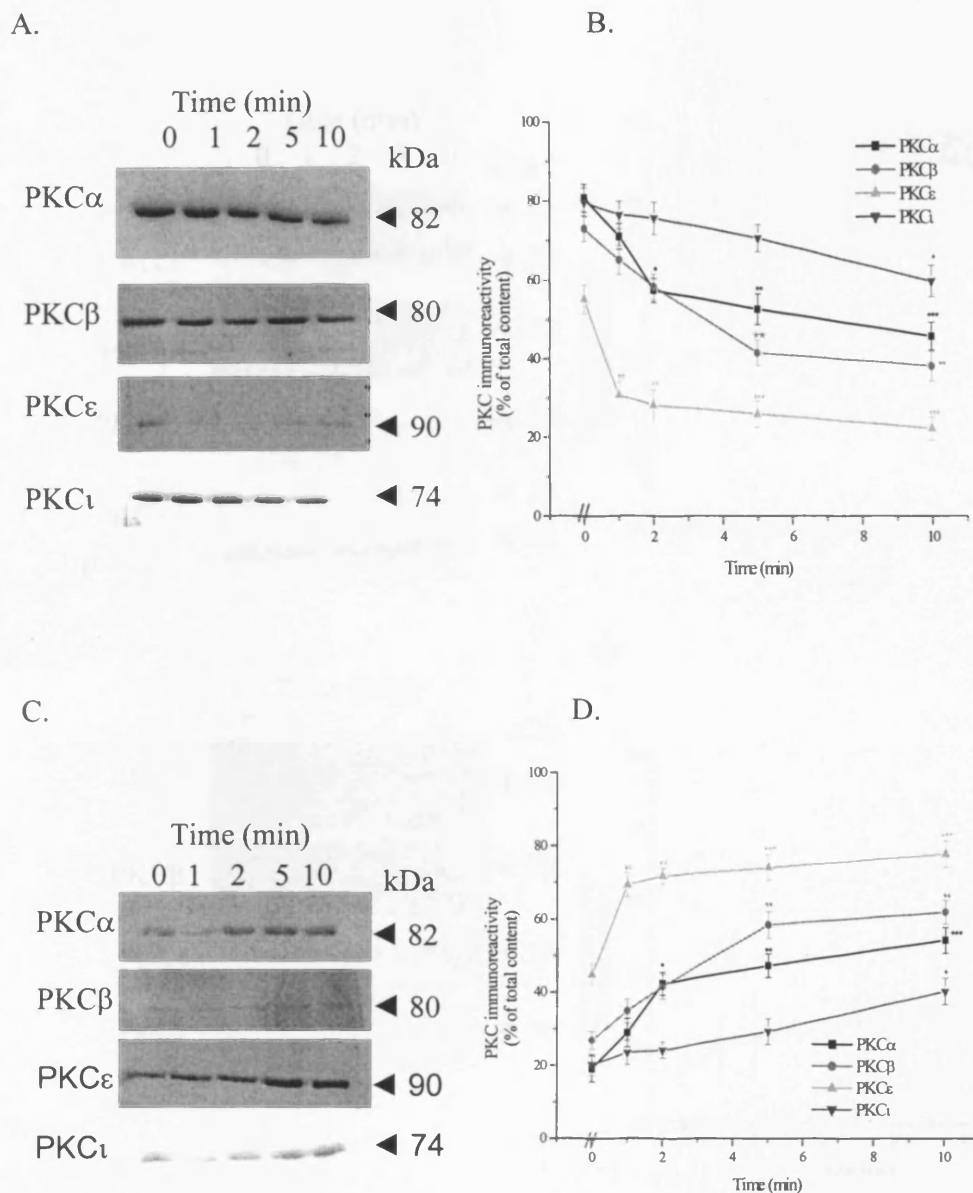 A.
Time (min)
0 1 2 5 10
kDa
PKCα
82
PKCβ
80
PKCε
90
PKCι
74
B.
100
80
60
40
20
0
PKC immunoreactivity
(% of total content)
PKCα
PKCβ
PKCε
PKCι
*
**
***
**
**
**
**
***
***
*
0 2 4 6 8 10
Time (min)
C.
Time (min)
0 1 2 5 10
kDa
PKCα
82
PKCβ
80
PKCε
90
PKCι
74
D.
100
80
60
40
20
0
PKC immunoreactivity
(% of total content)
**
**
***
***
**
**
*
**
***
*
PKCα
PKCβ
PKCε
PKCι
0 2 4 6 8 10
Time (min)